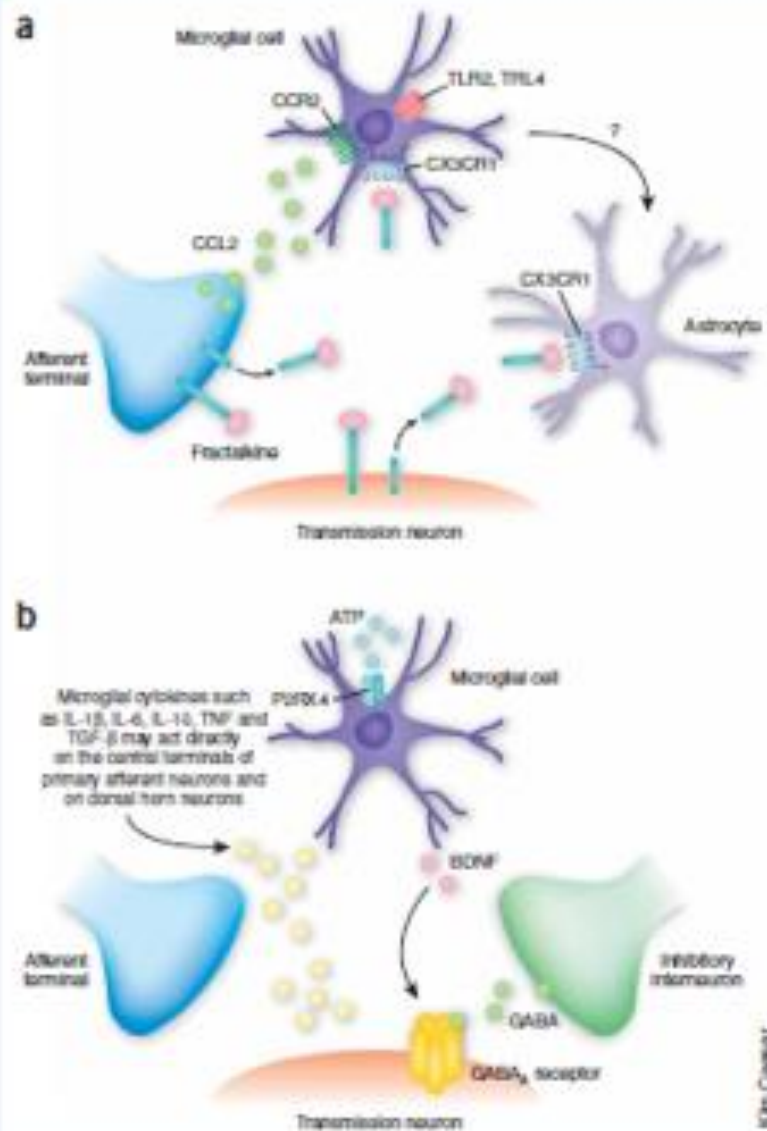 a
Microglial cell
TLR2, TRL4
CCR2
?
CX3CR1
CCL2
CX3CR1
Astrocyte
Afferent
terminal
Fractalkine
Transmission neuron
b
ATP
Microglial cell
P2RX4
Microglial cytokines such
as IL-1β, IL-6, IL-10, TNF and
TGF-β may act directly
on the central terminals of
primary afferent neurons and
on dorsal horn neurons
BDNF
Afferent
terminal
Inhibitory
interneuron
GABA
GABAA receptor
Transmission neuron